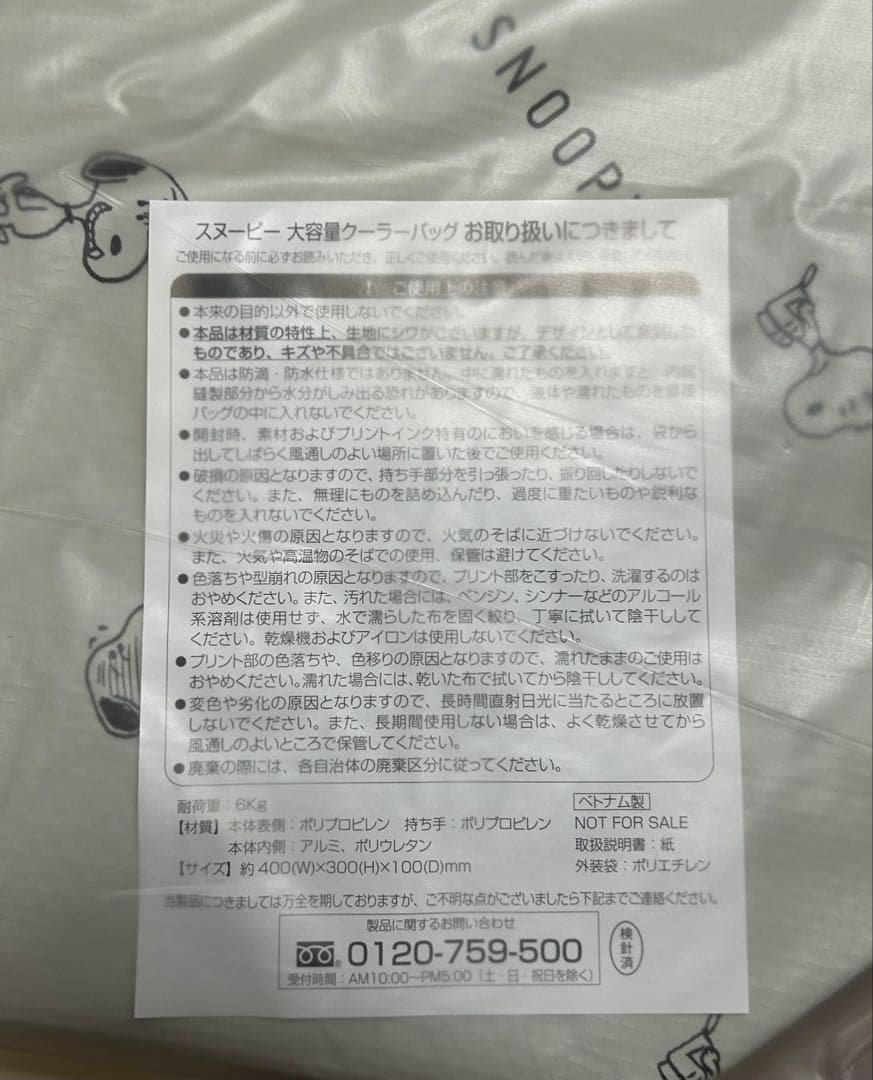 SNOOPY
スヌーピー 大容量クーラーバッグ お取り扱いにつきまして
ご使用になる前に必ずお読みいただき、正しくご使用ください。読んだ後は
ご使用上の注意
●本来の目的以外で使用しないでください。
●本品は材質の特性上、生地にシワがございますが、デザインとして
ものであり、キズや不具合ではございません。ご了承ください。
●本品は防滴・防水仕様ではありません。中に濡れたものを入れますと、内側
縫製部分から水分がしみ出る恐れがありますので、液体や濡れたものを直接
バッグの中に入れないでください。
●開封時、素材およびプリントインク特有のにおいを感じる場合は、袋から
出してしばらく風通しのよい場所に置いた後でご使用ください。
●破損の原因となりますので、持ち手部分を引っ張ったり、振り回したりしないで
ください。また、無理にものを詰め込んだり、過度に重たいものや鋭利な
ものを入れないでください。
●火災や火傷の原因となりますので、火気のそばに近づけないでください。
また、火気や高温物のそばでの使用、保管は避けてください。
●色落ちや型崩れの原因となりますので、プリント部をこすったり、洗濯するのは
おやめください。また、汚れた場合には、ベンジン、シンナーなどのアルコール
系溶剤は使用せず、水で濡らした布を固く絞り、丁寧に拭いて陰干しして
ください。乾燥機およびアイロンは使用しないでください。
●プリント部の色落ちや、色移りの原因となりますので、濡れたままのご使用は
おやめください。濡れた場合には、乾いた布で拭いてから陰干ししてください。
●変色や劣化の原因となりますので、長時間直射日光に当たるところに放置
しないでください。また、長期間使用しない場合は、よく乾燥させてから
風通しのよいところで保管してください。
●廃棄の際には、各自治体の廃棄区分に従ってください。
耐荷重:6Kg
【材質】本体表側:ポリプロピレン 持ち手:ポリプロピレン
本体内側:アルミ、ポリウレタン
【サイズ】約400(W)×300(H)×100(D)mm
ベトナム製
NOT FOR SALE
取扱説明書:紙
外装袋:ポリエチレン
当製品につきましては万全を期しておりますが、ご不明な点がございましたら下記までご連絡ください。
製品に関するお問い合わせ
0120-759-500
受付時間:AM10:00〜PM5:00(土・日・祝日を除く)
検針済